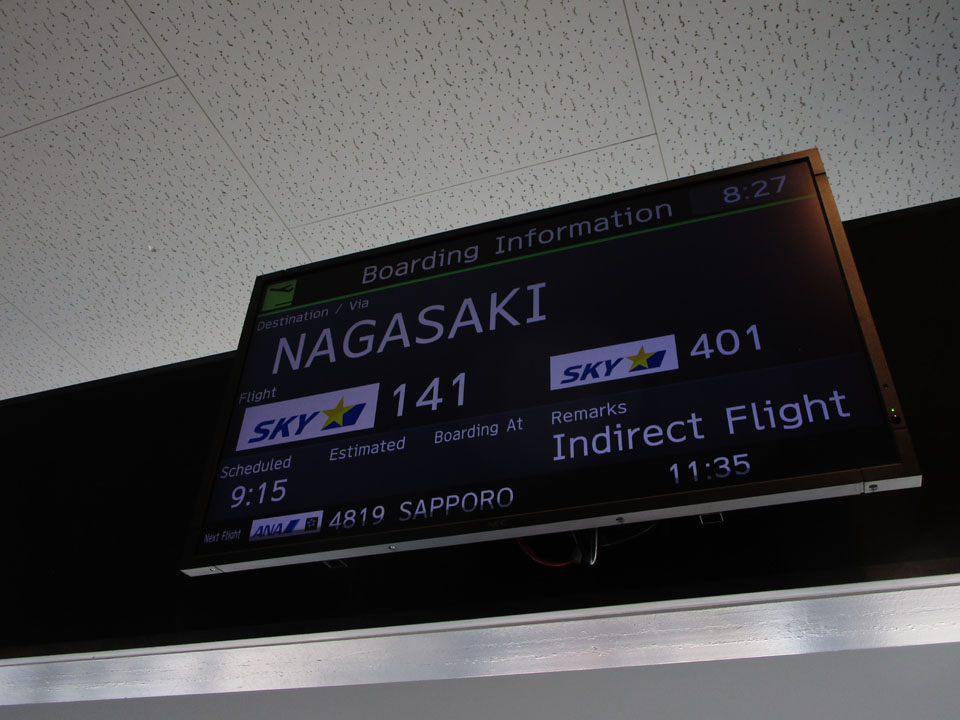 Boarding Information 8:27
Destination / Via
NAGASAKI
Flight
SKY 141 SKY 401
Scheduled Estimated Boarding At Remarks
9:15 Indirect Flight
Next Flight ANA 4819 SAPPORO 11:35
NEC